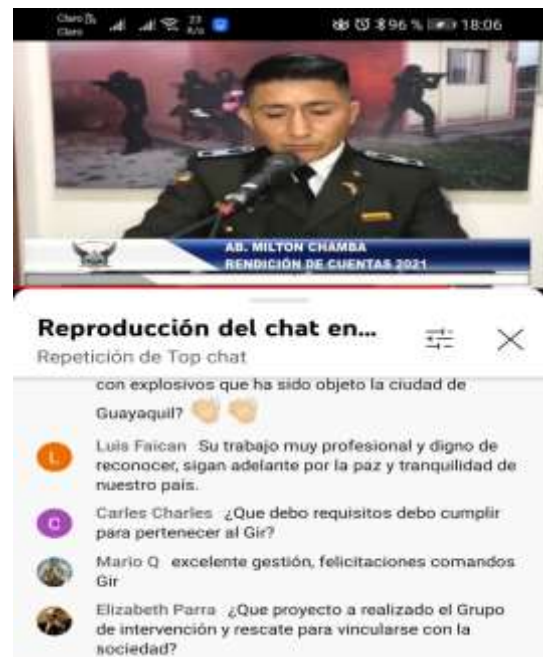 Claro
Claro
23
K/s
96 % 18:06
AB. MILTON CHAMBA
RENDICIÓN DE CUENTAS 2021
Reproducción del chat en...
Repetición de Top chat
con explosivos que ha sido objeto la ciudad de
Guayaquil?
L
Luis Faican Su trabajo muy profesional y digno de
reconocer, sigan adelante por la paz y tranquilidad de
nuestro país.
C
Carles Charles ¿Que debo requisitos debo cumplir
para pertenecer al Gir?
Mario Q excelente gestión, felicitaciones comandos
Gir
Elizabeth Parra ¿Que proyecto a realizado el Grupo
de intervención y rescate para vincularse con la
sociedad?